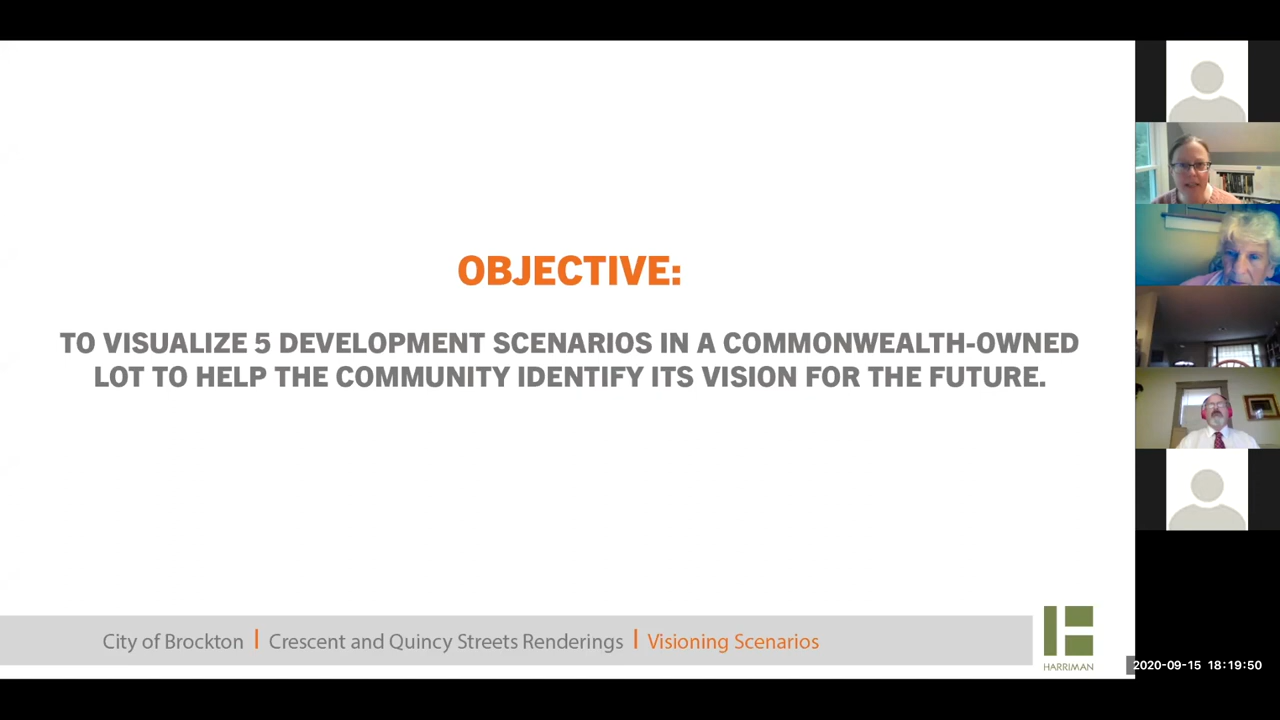 OBJECTIVE:
TO VISUALIZE 5 DEVELOPMENT SCENARIOS IN A COMMONWEALTH-OWNED
LOT TO HELP THE COMMUNITY IDENTIFY ITS VISION FOR THE FUTURE.
City of Brockton | Crescent and Quincy Streets Renderings | Visioning Scenarios
HARRIMAN
2020-09-15 18:19:50